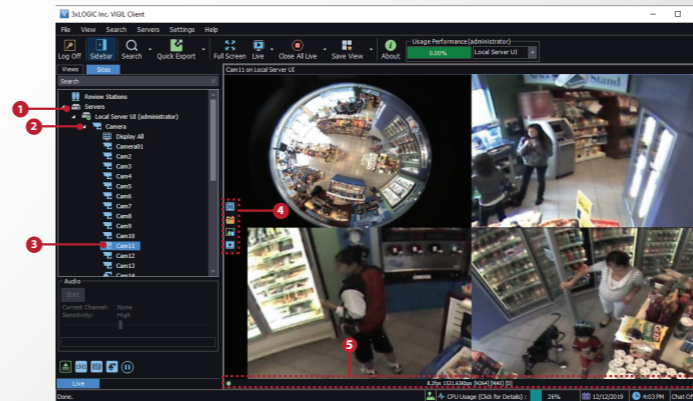 3xLOGIC Inc. VIGIL Client
File View Search Servers Settings Help
Log Off Sidebar Search Quick Export Full Screen Live Close All Live Save View About
Usage Performance (administrator)
0.00% Local Server UI
Views Sites
Cam11 on Local Server UI
Search
Review Stations
1 Servers
Local Server UI (administrator)
2 Camera
Display All
Camera01
Cam2
Cam3
Cam4
Cam5
Cam6
Cam7
Cam8
Cam9
Cam10
3 Cam11
Cam12
Cam13
Cam14
4
Stand
Audio
Start
Current Channel: None
Sensitivity: High
5
Live
Done.
CPU Usage (Click for Details) : 26% 12/12/2019 4:03 PM